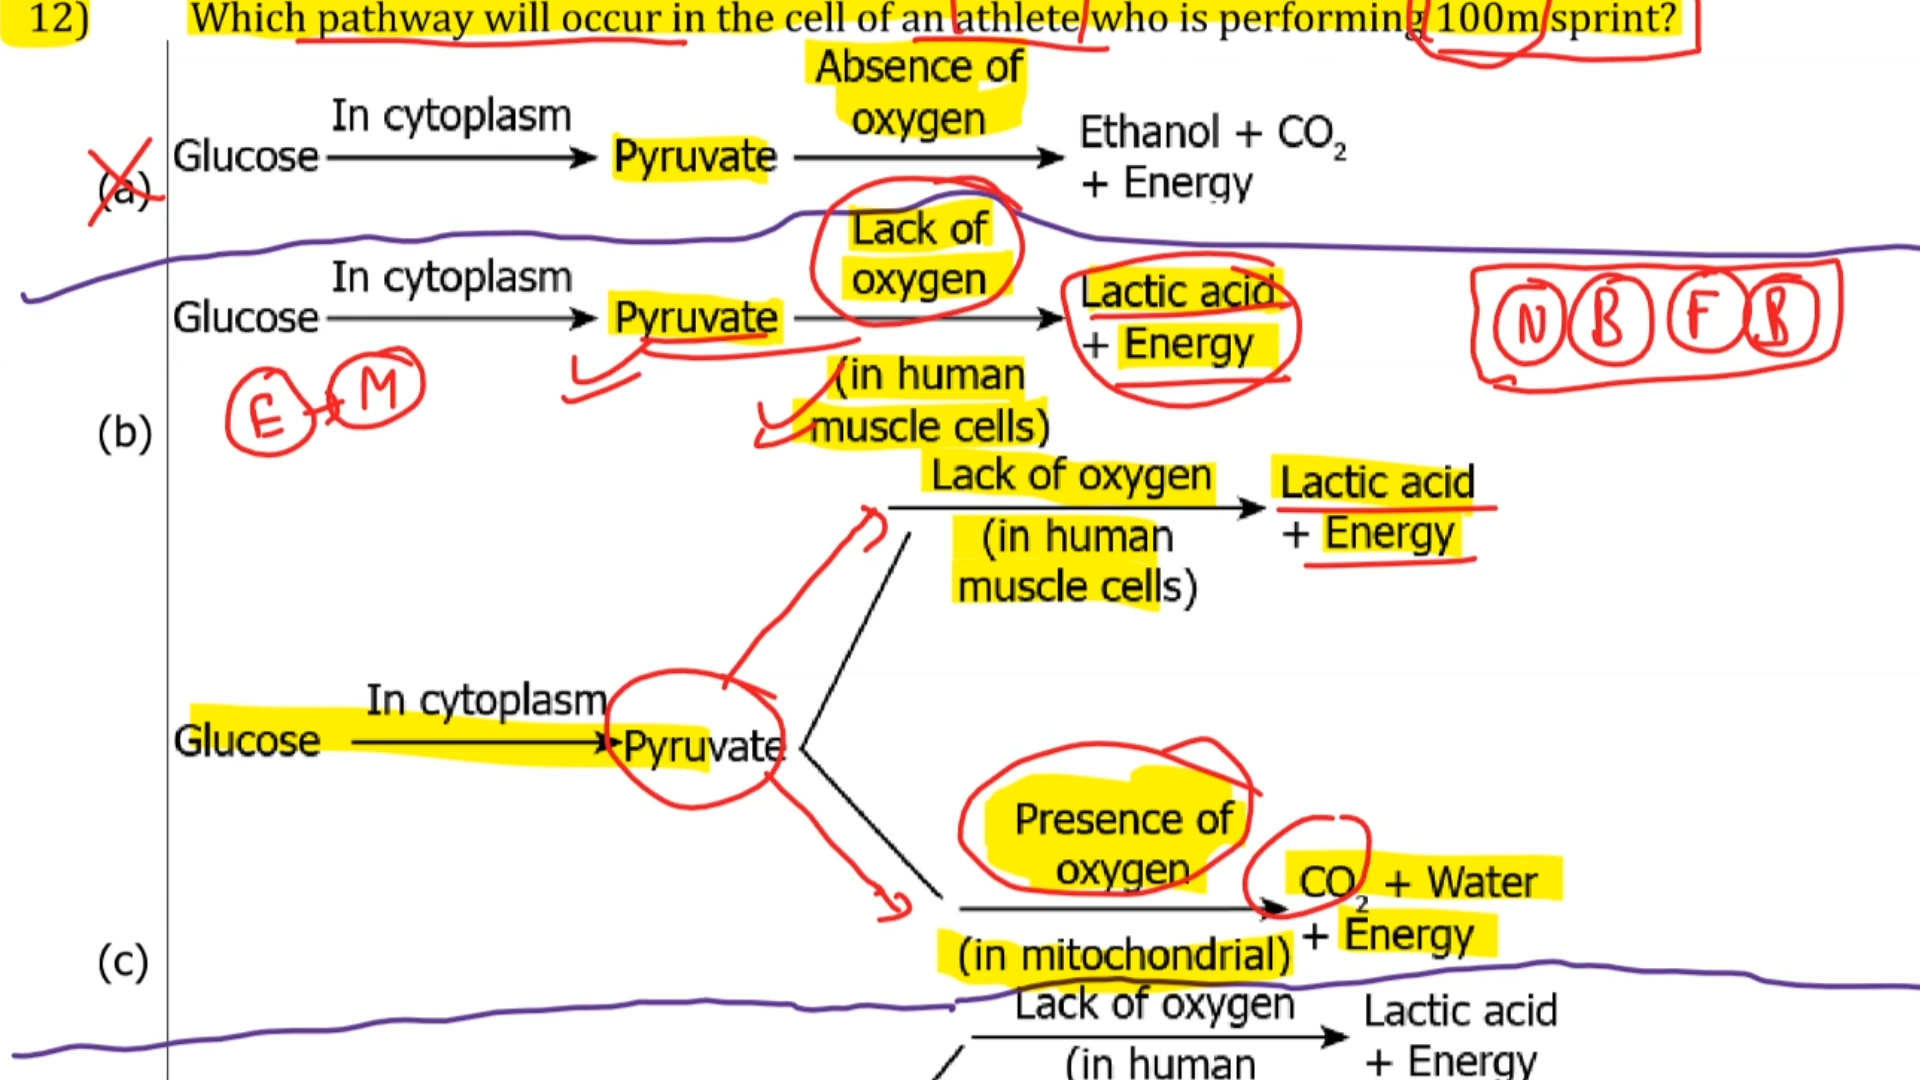 12) Which pathway will occur in the cell of an athlete who is performing 100m sprint?
Absence of
oxygen
In cytoplasm
Glucose
Pyruvate
Ethanol + CO₂
+ Energy
(a)
Lack of
oxygen
In cytoplasm
Glucose
Pyruvate
Lactic acid
+ Energy
(in human
muscle cells)
N B F B
E → M
(b)
Lack of oxygen
Lactic acid
+ Energy
(in human
muscle cells)
In cytoplasm
Glucose
Pyruvate
Presence of
oxygen
CO₂ + Water
+ Energy
(in mitochondrial)
(c)
Lack of oxygen
Lactic acid
+ Energy
(in human